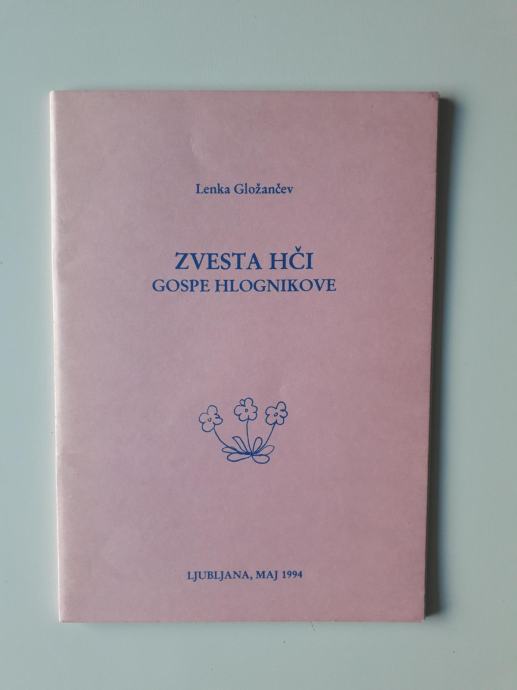 Lenka Gložančev
ZVESTA HČI
GOSPE HLOGNIKOVE
LJUBLJANA, MAJ 1994